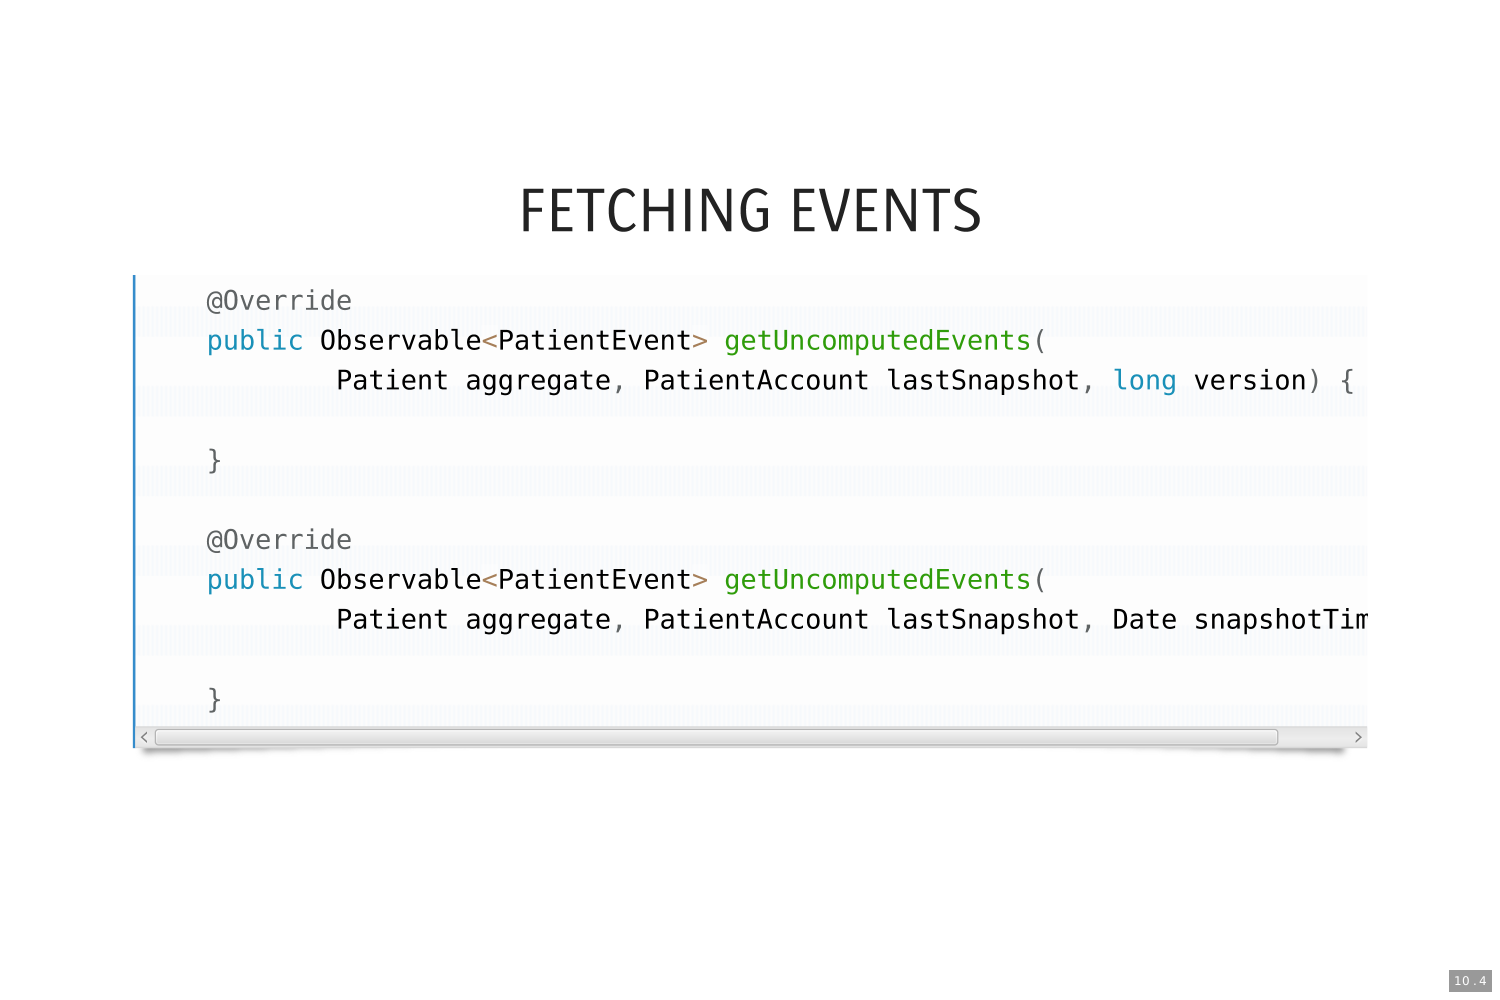 FETCHING EVENTS
@Override
public Observable<PatientEvent> getUncomputedEvents(
Patient aggregate, PatientAccount lastSnapshot, long version) {
}
@Override
public Observable<PatientEvent> getUncomputedEvents(
Patient aggregate, PatientAccount lastSnapshot, Date snapshotTim
}
10.4